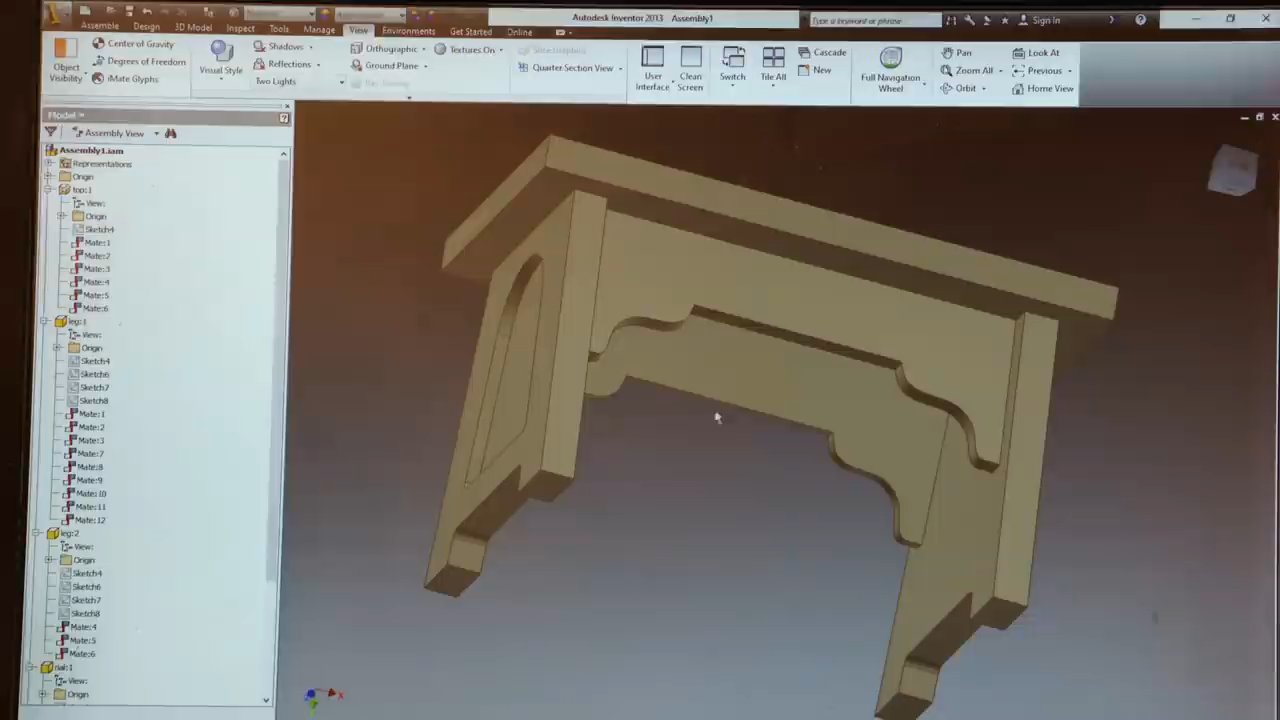 Autodesk Inventor 2013 Assembly1
Type a keyword or phrase
Sign In
Assemble Design 3D Model Inspect Tools Manage View Environments Get Started Online
Object Visibility
Center of Gravity
Degrees of Freedom
iMate Glyphs
Visual Style
Shadows
Reflections
Two Lights
Orthographic
Ground Plane
Textures On
Quarter Section View
User Interface
Clean Screen
Switch
Tile All
Cascade
New
Full Navigation Wheel
Pan
Zoom All
Orbit
Look At
Previous
Home View
Model
Assembly View
Assembly1.iam
Representations
Origin
top:1
View:
Origin
Sketch4
Mate:1
Mate:2
Mate:3
Mate:4
Mate:5
Mate:6
leg:1
View:
Origin
Sketch4
Sketch6
Sketch7
Sketch8
Mate:1
Mate:2
Mate:3
Mate:7
Mate:8
Mate:9
Mate:10
Mate:11
Mate:12
leg:2
View:
Origin
Sketch4
Sketch6
Sketch7
Sketch8
Mate:4
Mate:5
Mate:6
View:
Origin
X